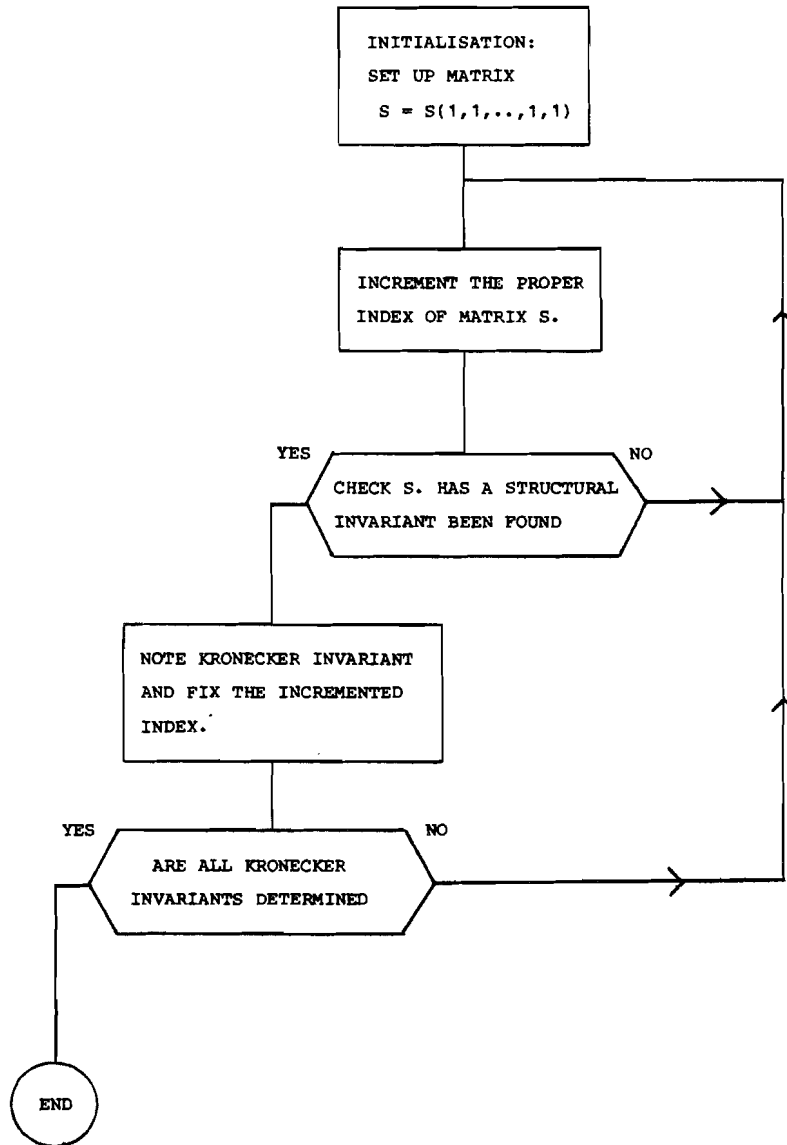 INITIALISATION:
SET UP MATRIX
S = S(1,1,..,1,1)
INCREMENT THE PROPER
INDEX OF MATRIX S.
YES
NO
CHECK S. HAS A STRUCTURAL
INVARIANT BEEN FOUND
NOTE KRONECKER INVARIANT
AND FIX THE INCREMENTED
INDEX.
YES
NO
ARE ALL KRONECKER
INVARIANTS DETERMINED
END